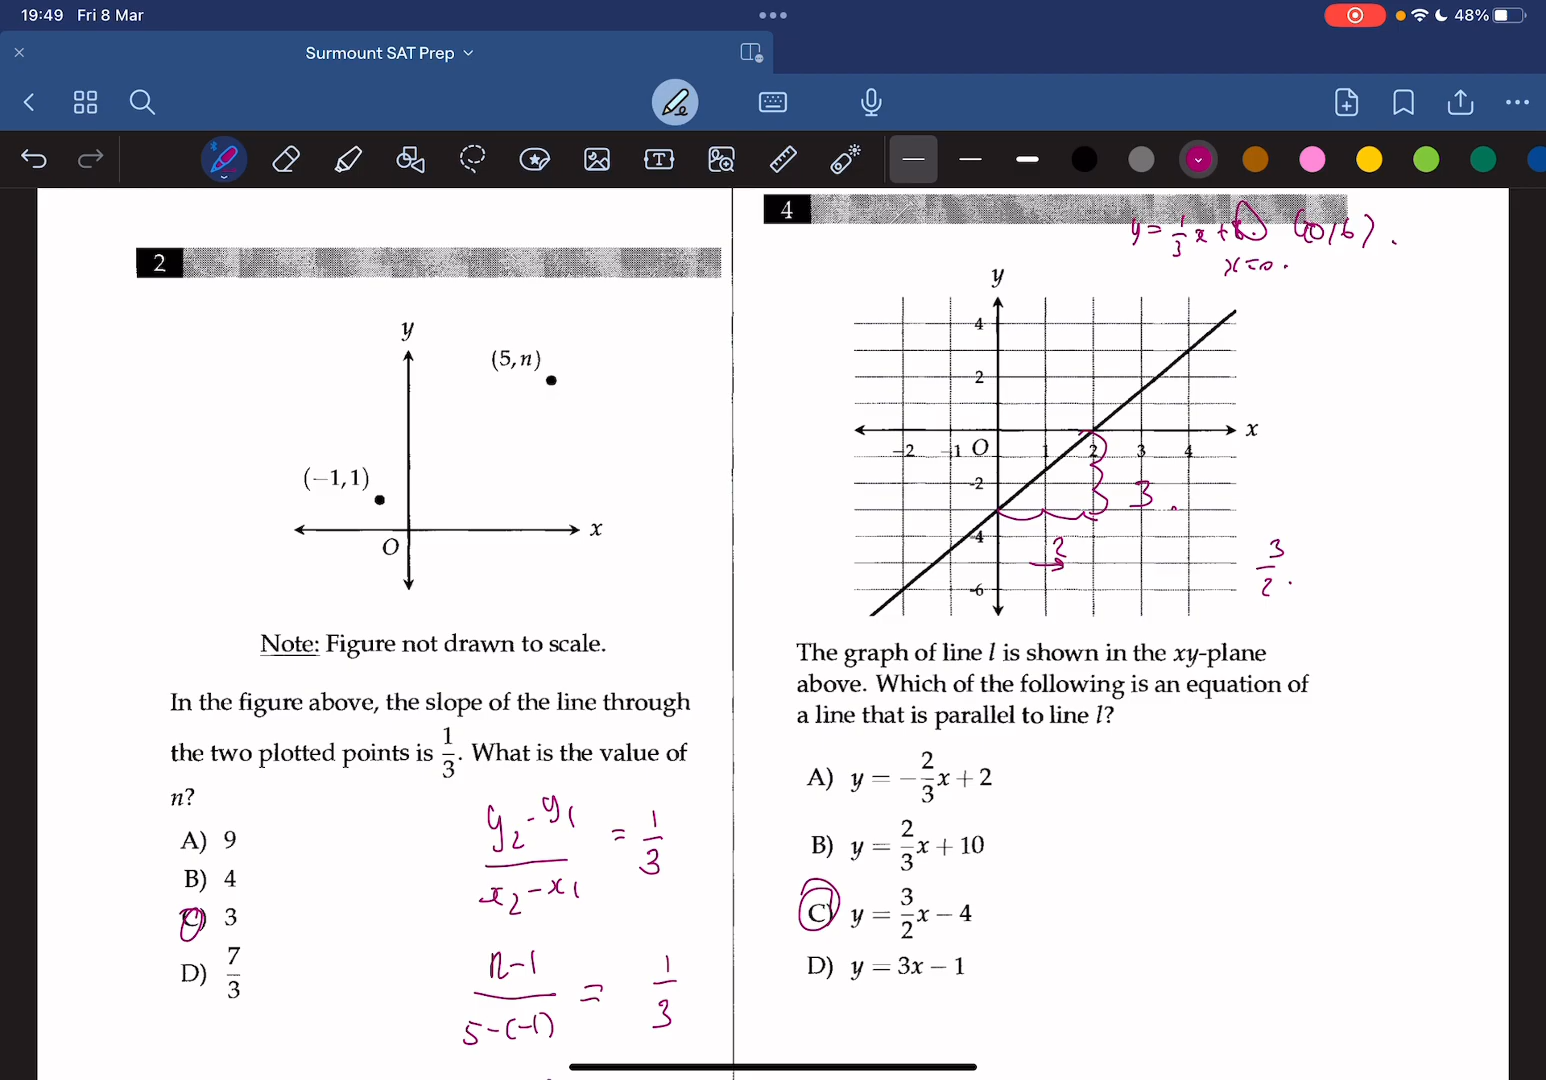 19:49 Fri 8 Mar
48%
Surmount SAT Prep
T
2
y
(5, n)
(−1, 1)
O
x
Note: Figure not drawn to scale.
In the figure above, the slope of the line through
the two plotted points is 1/3. What is the value of
n?
A) 9
B) 4
C) 3
D) 7/3
y2 - y1 / x2 - x1 = 1/3
n-1 / 5-(-1) = 1/3
4
y = 1/3 x +
x=0.
y
4
2
-2 -1 O 1 2 3 4 x
-2
-4
-6
3
2
3/2.
The graph of line l is shown in the xy-plane
above. Which of the following is an equation of
a line that is parallel to line l?
A) y = −2/3x + 2
B) y = 2/3x + 10
C) y = 3/2x − 4
D) y = 3x − 1